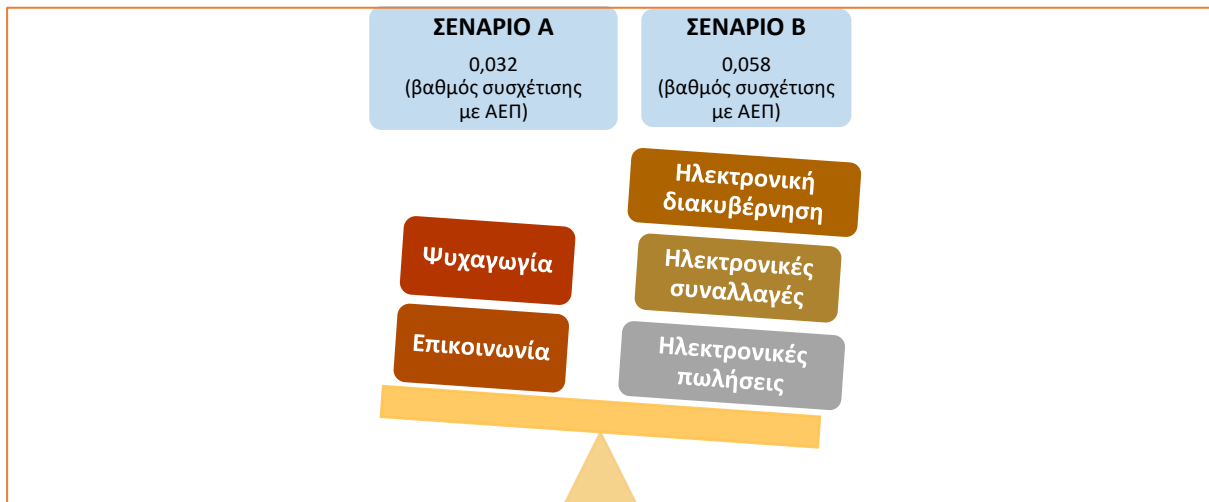 ΣΕΝΑΡΙΟ Α
0,032
(βαθμός συσχέτισης
με ΑΕΠ)
ΣΕΝΑΡΙΟ Β
0,058
(βαθμός συσχέτισης
με ΑΕΠ)
Ψυχαγωγία
Επικοινωνία
Ηλεκτρονική
διακυβέρνηση
Ηλεκτρονικές
συναλλαγές
Ηλεκτρονικές
πωλήσεις